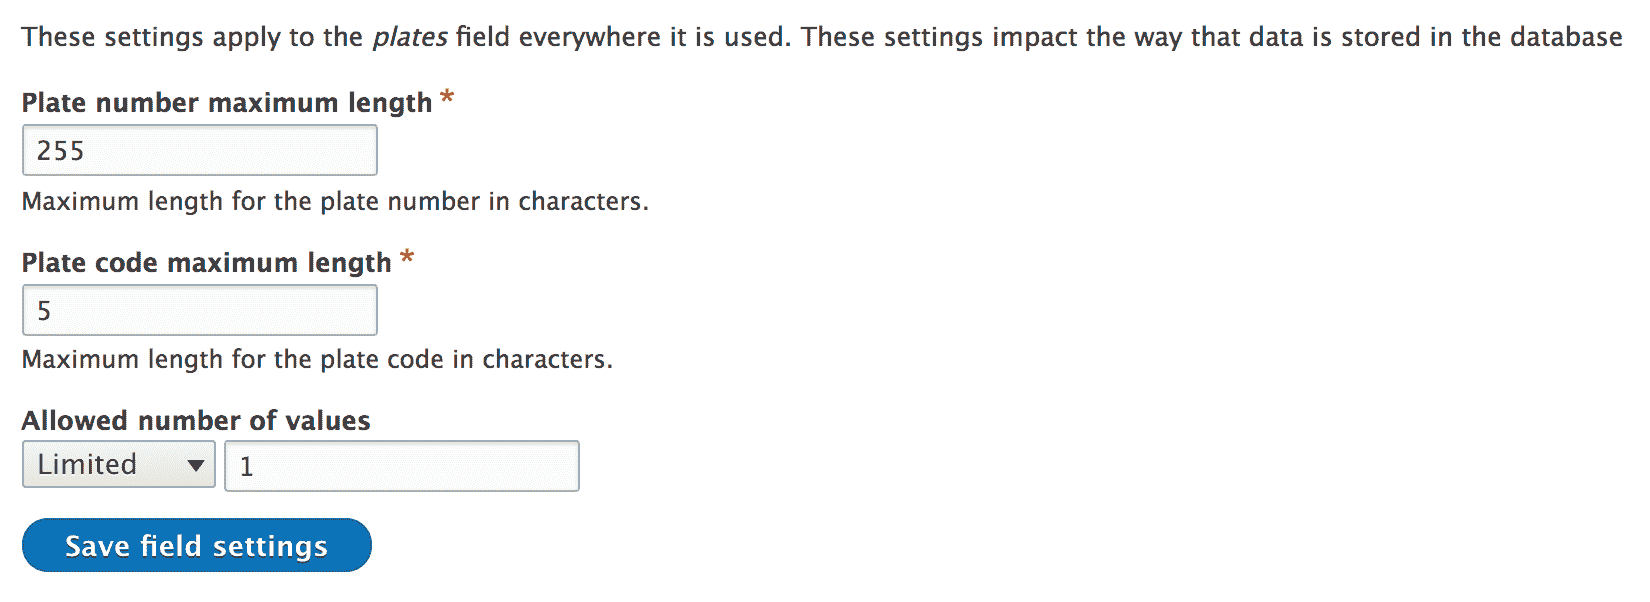 These settings apply to the plates field everywhere it is used. These settings impact the way that data is stored in the database
Plate number maximum length *
255
Maximum length for the plate number in characters.
Plate code maximum length *
5
Maximum length for the plate code in characters.
Allowed number of values
Limited 1
Save field settings